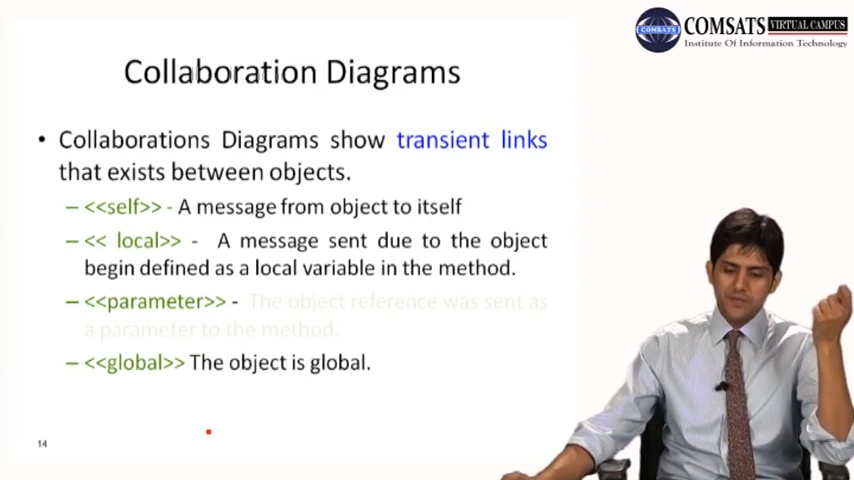 COMSATS VIRTUAL CAMPUS
COMSATS
Institute Of Information Technology
Collaboration Diagrams
• Collaborations Diagrams show transient links
that exists between objects.
– <<self>> - A message from object to itself
– << local>> - A message sent due to the object
begin defined as a local variable in the method.
– <<parameter>> - The object reference was sent as
a parameter to the method.
– <<global>> The object is global.
14